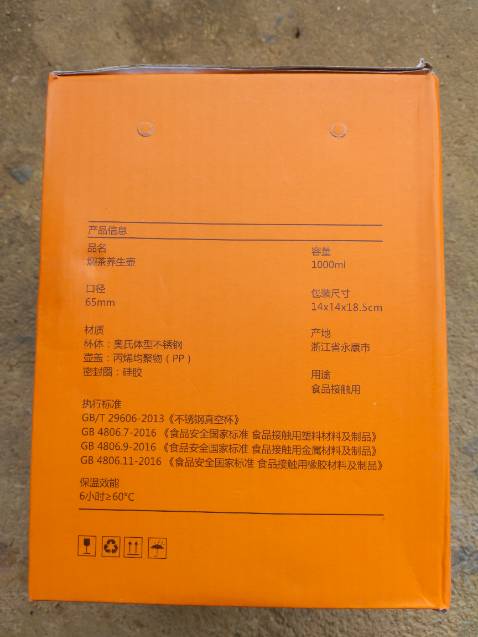 产品信息
品名
焖茶养生壶
容量
1000ml
口径
65mm
包装尺寸
14x14x18.5cm
材质
杯体：奥氏体型不锈钢
壶盖：丙烯均聚物（PP）
密封圈：硅胶
产地
浙江省永康市
用途
食品接触用
执行标准
GB/T 29606-2013《不锈钢真空杯》
GB 4806.7-2016 《食品安全国家标准 食品接触用塑料材料及制品》
GB 4806.9-2016 《食品安全国家标准 食品接触用金属材料及制品》
GB 4806.11-2016 《食品安全国家标准 食品接触用橡胶材料及制品》
保温效能
6小时≥60℃